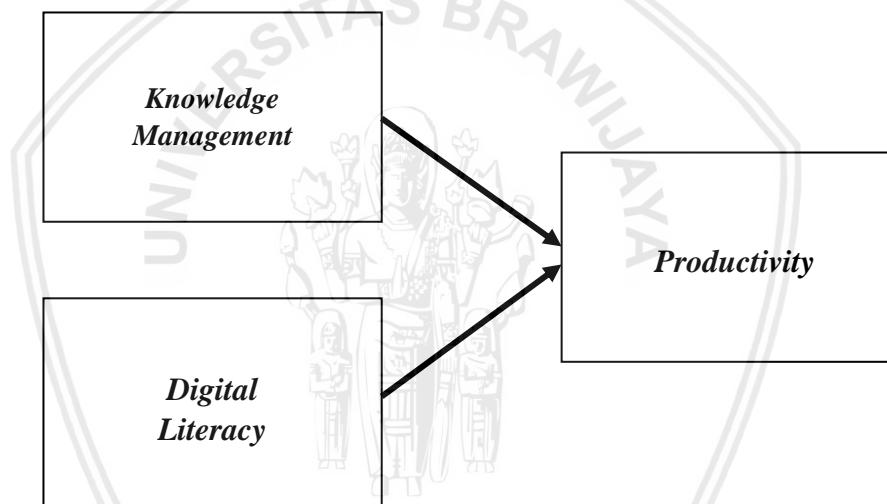 UNIVERSITAS BRAWIJAYA
Knowledge
Management
Productivity
Digital
Literacy